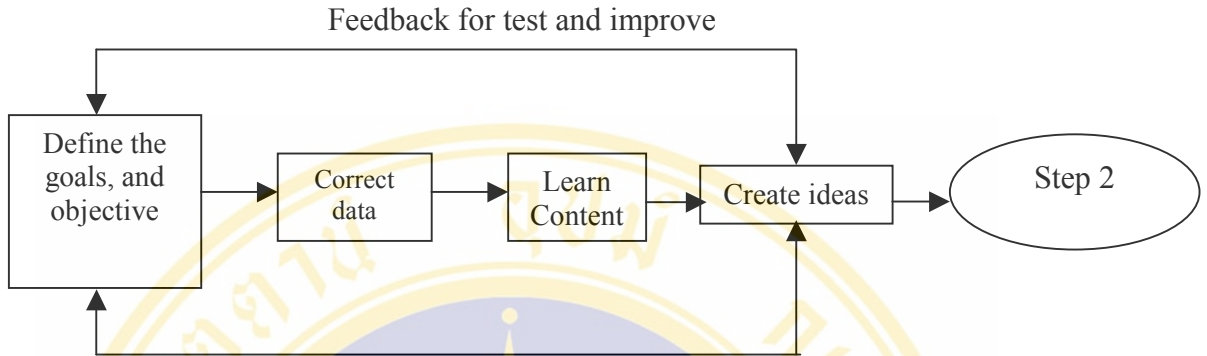 Feedback for test and improve
Define the
goals, and
objective
Correct
data
Learn
Content
Create ideas
Step 2